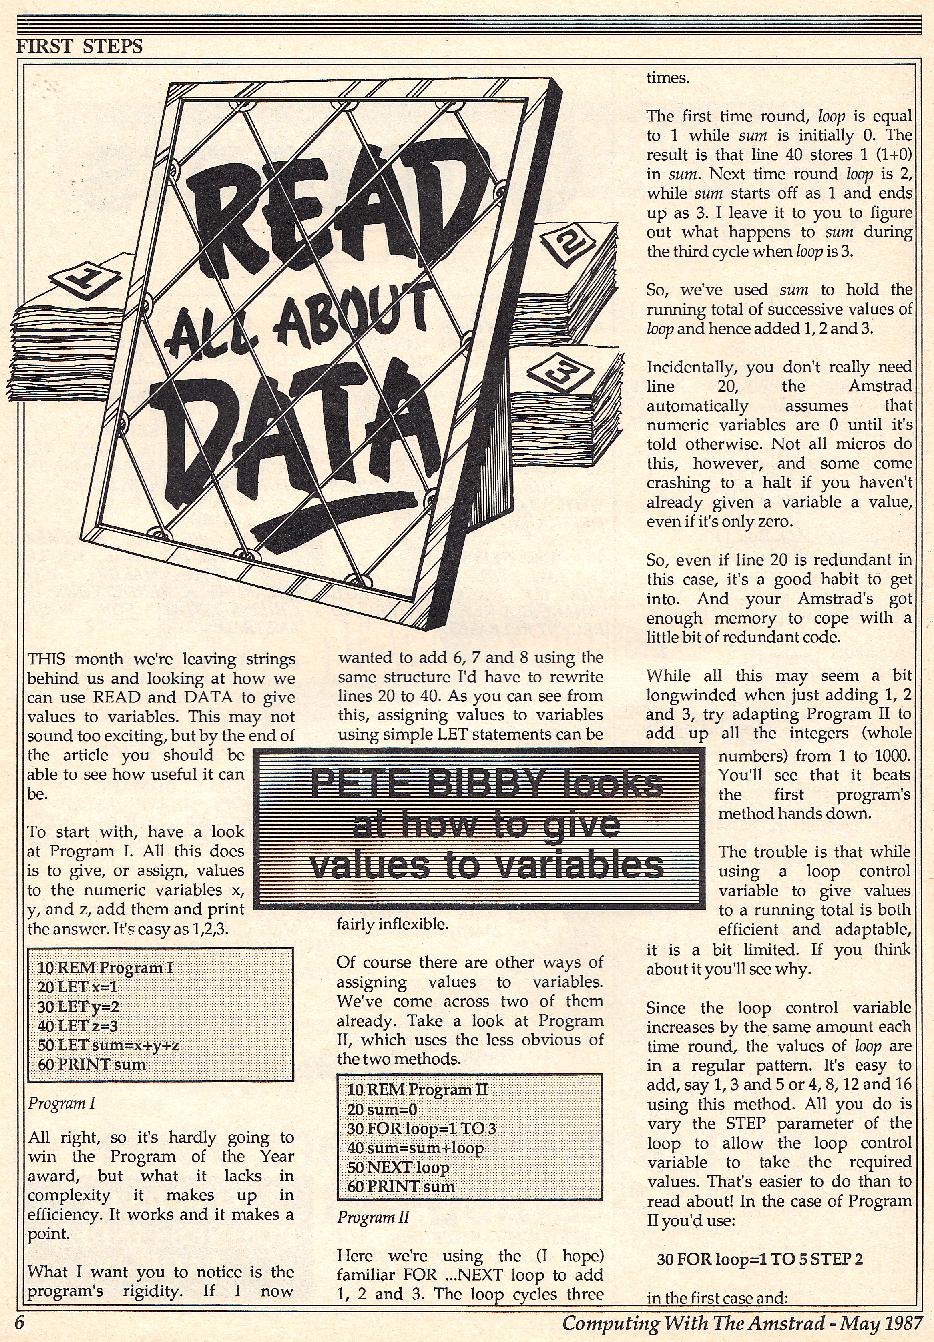 FIRST STEPS
READ
ALL ABOUT
DATA
1
2
3
THIS month we're leaving strings
behind us and looking at how we
can use READ and DATA to give
values to variables. This may not
sound too exciting, but by the end of
the article you should be
able to see how useful it can
be.
To start with, have a look
at Program I. All this does
is to give, or assign, values
to the numeric variables x,
y, and z, add them and print
the answer. It's easy as 1,2,3.
10 REM Program I
20 LET x=1
30 LET y=2
40 LET z=3
50 LET sum=x+y+z
60 PRINT sum
Program I
All right, so it's hardly going to
win the Program of the Year
award, but what it lacks in
complexity it makes up in
efficiency. It works and it makes a
point.
What I want you to notice is the
program's rigidity. If I now
wanted to add 6, 7 and 8 using the
same structure I'd have to rewrite
lines 20 to 40. As you can see from
this, assigning values to variables
using simple LET statements can be
PETE BIBBY looks
at how to give
values to variables
fairly inflexible.
Of course there are other ways of
assigning values to variables.
We've come across two of them
already. Take a look at Program
II, which uses the less obvious of
the two methods.
10 REM Program II
20 sum=0
30 FOR loop=1 TO 3
40 sum=sum+loop
50 NEXT loop
60 PRINT sum
Program II
Here we're using the (I hope)
familiar FOR ...NEXT loop to add
1, 2 and 3. The loop cycles three
times.
The first time round, loop is equal
to 1 while sum is initially 0. The
result is that line 40 stores 1 (1+0)
in sum. Next time round loop is 2,
while sum starts off as 1 and ends
up as 3. I leave it to you to figure
out what happens to sum during
the third cycle when loop is 3.
So, we've used sum to hold the
running total of successive values of
loop and hence added 1, 2 and 3.
Incidentally, you don't really need
line 20, the Amstrad
automatically assumes that
numeric variables are 0 until it's
told otherwise. Not all micros do
this, however, and some come
crashing to a halt if you haven't
already given a variable a value,
even if it's only zero.
So, even if line 20 is redundant in
this case, it's a good habit to get
into. And your Amstrad's got
enough memory to cope with a
little bit of redundant code.
While all this may seem a bit
longwinded when just adding 1, 2
and 3, try adapting Program II to
add up all the integers (whole
numbers) from 1 to 1000.
You'll see that it beats
the first program's
method hands down.
The trouble is that while
using a loop control
variable to give values
to a running total is both
efficient and adaptable,
it is a bit limited. If you think
about it you'll see why.
Since the loop control variable
increases by the same amount each
time round, the values of loop are
in a regular pattern. It's easy to
add, say 1, 3 and 5 or 4, 8, 12 and 16
using this method. All you do is
vary the STEP parameter of the
loop to allow the loop control
variable to take the required
values. That's easier to do than to
read about! In the case of Program
II you'd use:
30 FOR loop=1 TO 5 STEP 2
in the first case and:
6
Computing With The Amstrad - May 1987